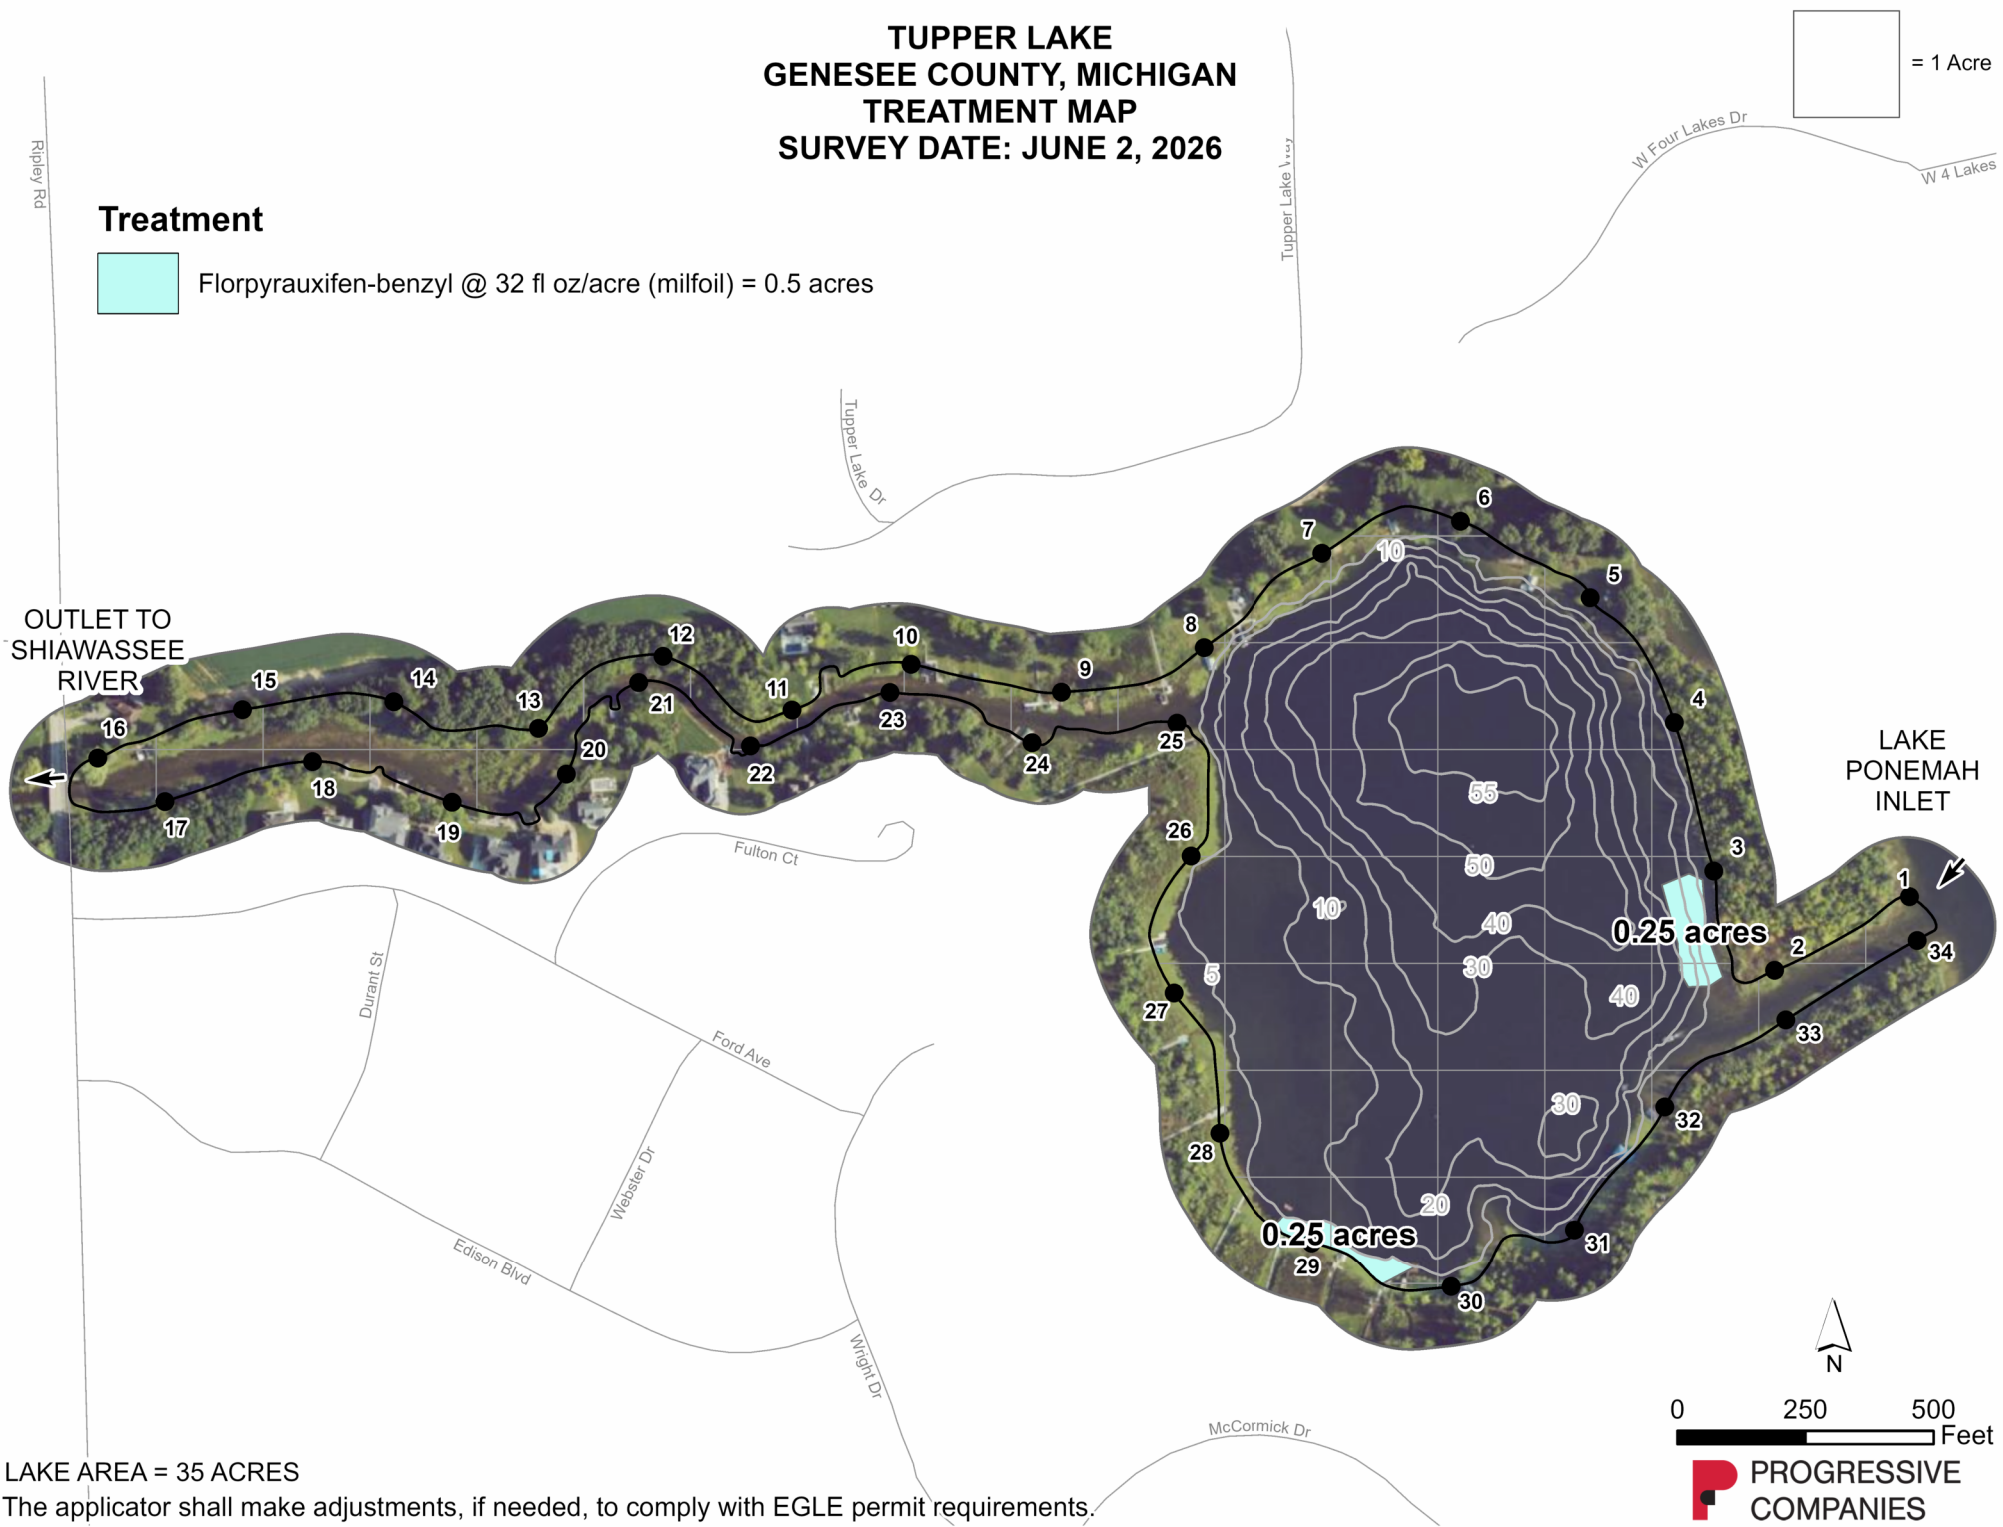 TUPPER LAKE
GENESEE COUNTY, MICHIGAN
TREATMENT MAP
SURVEY DATE: JUNE 2, 2026
= 1 Acre
Ripley Rd
Tupper Lake Way
W Four Lakes Dr
W 4 Lakes
Treatment
Florpyrauxifen-benzyl @ 32 fl oz/acre (milfoil) = 0.5 acres
Tupper Lake Dr
OUTLET TO
SHIAWASSEE
RIVER
LAKE
PONEMAH
INLET
1
2
3
4
5
6
7
8
9
10
11
12
13
14
15
16
17
18
19
20
21
22
23
24
25
26
27
28
29
30
31
32
33
34
10
55
50
40
30
40
10
5
30
20
0.25 acres
0.25 acres
Fulton Ct
Durant St
Ford Ave
Webster Dr
Edison Blvd
Wright Dr
McCormick Dr
N
0 250 500
Feet
PROGRESSIVE
COMPANIES
LAKE AREA = 35 ACRES
The applicator shall make adjustments, if needed, to comply with EGLE permit requirements.